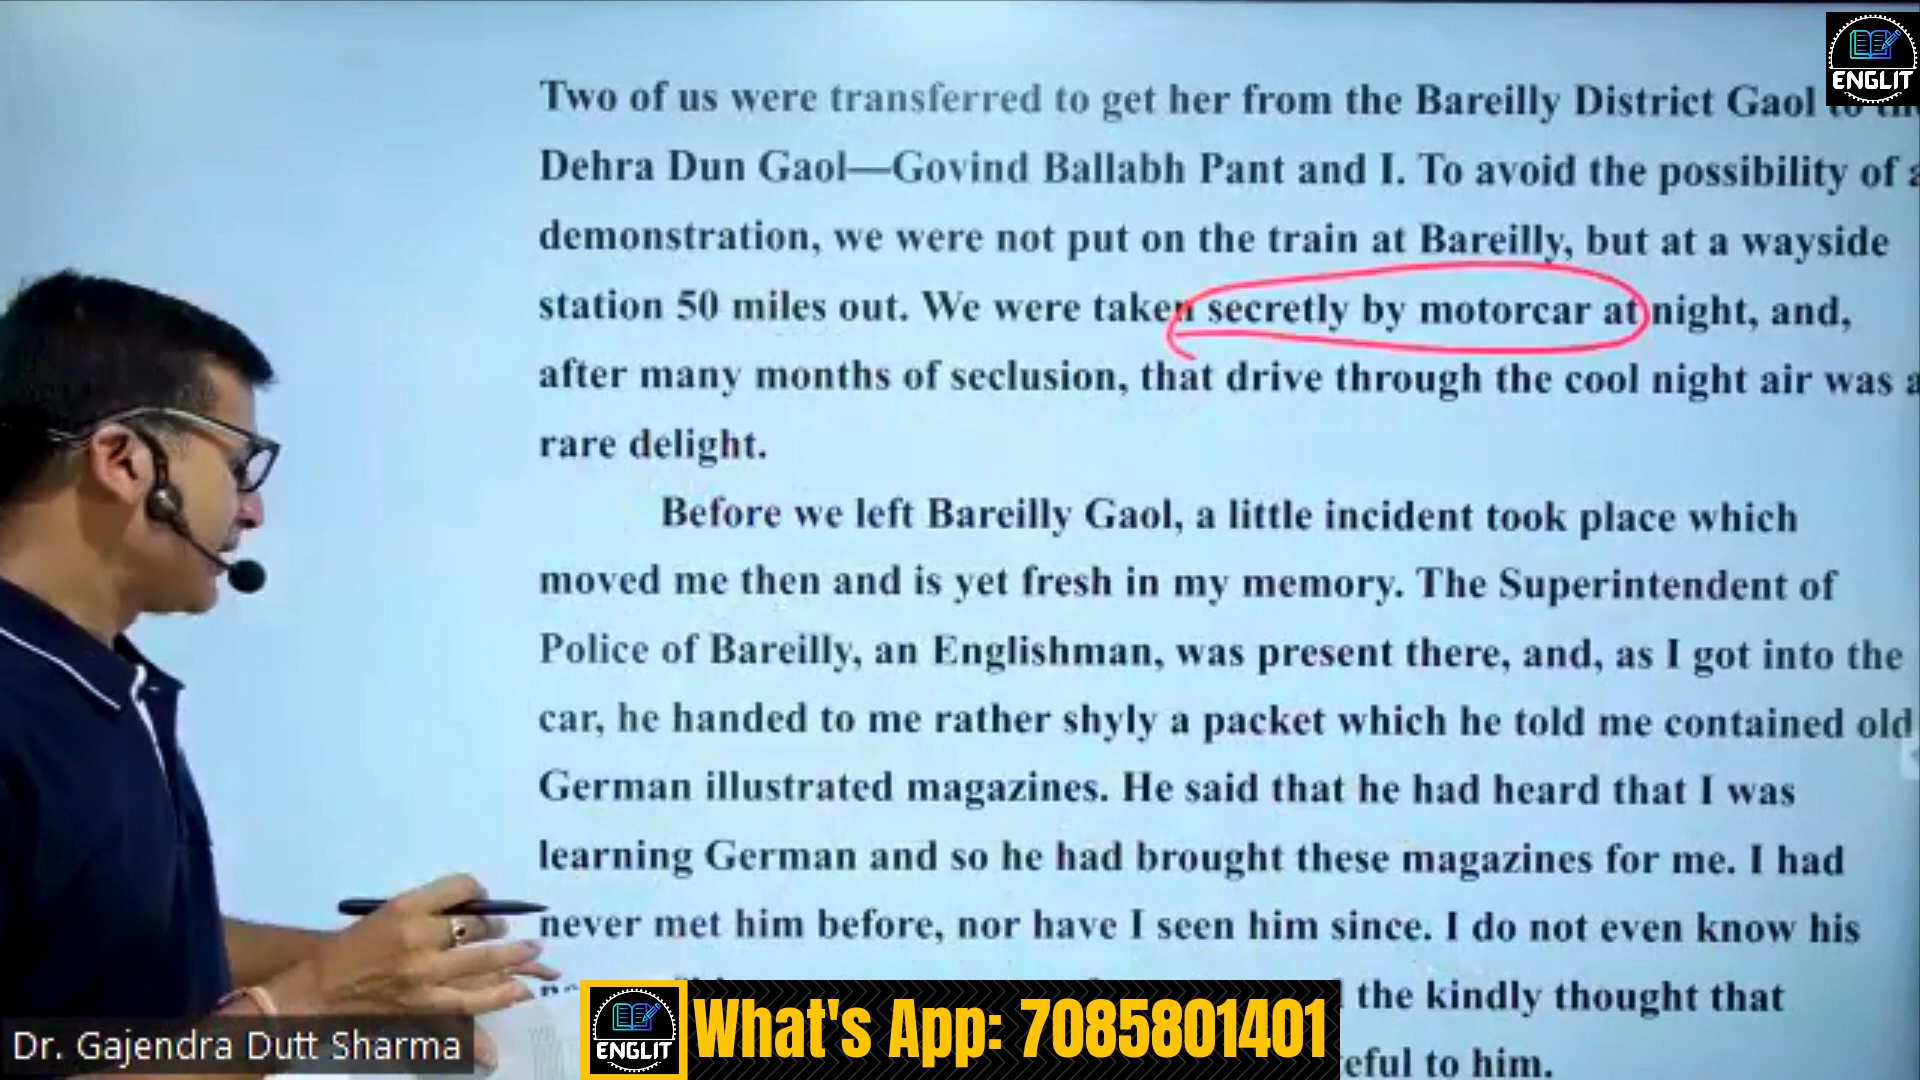 Two of us were transferred to get her from the Bareilly District Gaol to
Dehra Dun Gaol—Govind Ballabh Pant and I. To avoid the possibility of
demonstration, we were not put on the train at Bareilly, but at a wayside
station 50 miles out. We were taken secretly by motorcar at night, and,
after many months of seclusion, that drive through the cool night air was a
rare delight.
Before we left Bareilly Gaol, a little incident took place which
moved me then and is yet fresh in my memory. The Superintendent of
Police of Bareilly, an Englishman, was present there, and, as I got into the
car, he handed to me rather shyly a packet which he told me contained old
German illustrated magazines. He said that he had heard that I was
learning German and so he had brought these magazines for me. I had
never met him before, nor have I seen him since. I do not even know his
the kindly thought that
eful to him.
ENGLIT
Dr. Gajendra Dutt Sharma
ENGLIT
What's App: 7085801401